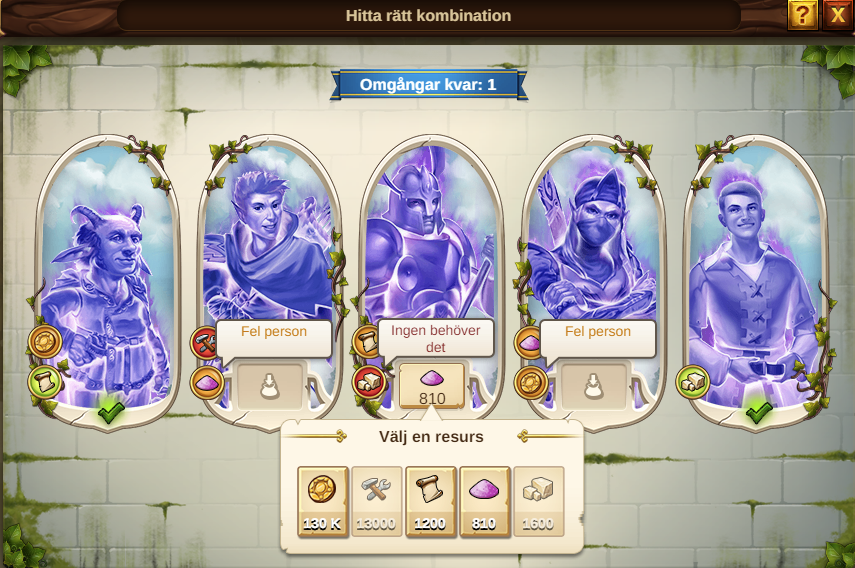 Hitta rätt kombination
?
X
Omgångar kvar: 1
Fel person
Ingen behöver
det
Fel person
810
Välj en resurs
130 K
13000
1200
810
1600